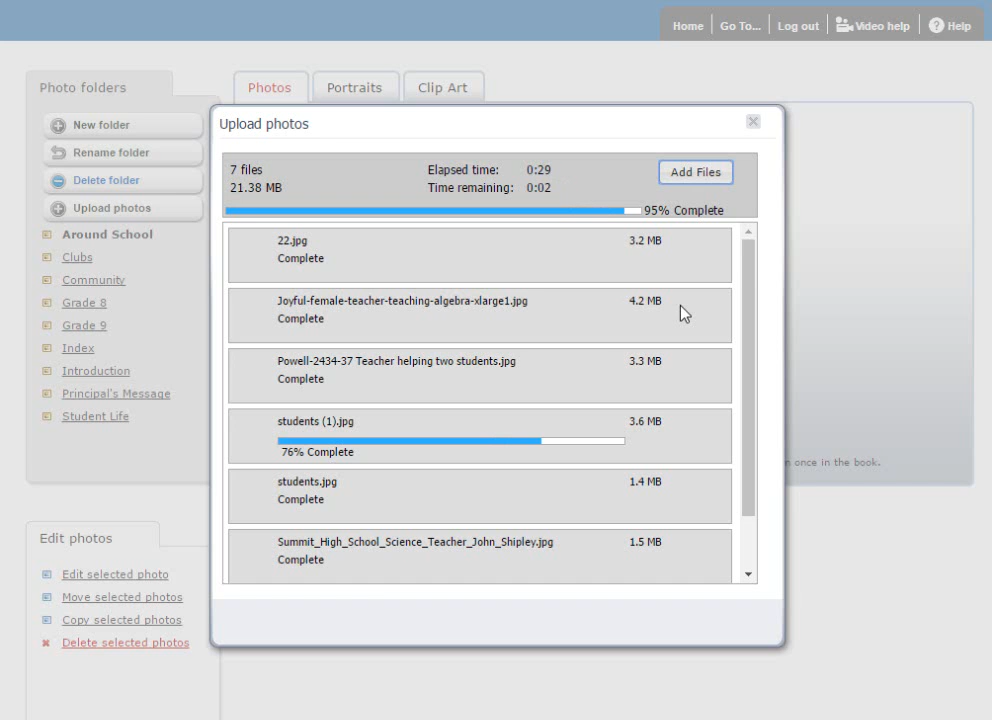 Home Go To... Log out Video help ? Help
Photo folders
Photos Portraits Clip Art
New folder
Rename folder
Delete folder
Upload photos
Around School
Clubs
Community
Grade 8
Grade 9
Index
Introduction
Principal's Message
Student Life
Upload photos
7 files Elapsed time: 0:29 Add Files
21.38 MB Time remaining: 0:02
95% Complete
22.jpg 3.2 MB
Complete
Joyful-female-teacher-teaching-algebra-xlarge1.jpg 4.2 MB
Complete
Powell-2434-37 Teacher helping two students.jpg 3.3 MB
Complete
students (1).jpg 3.6 MB
76% Complete
students.jpg 1.4 MB
Complete
Summit_High_School_Science_Teacher_John_Shipley.jpg 1.5 MB
Complete
once in the book.
Edit photos
Edit selected photo
Move selected photos
Copy selected photos
Delete selected photos